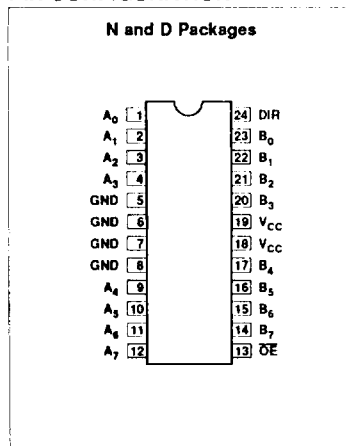 N and D Packages
A0 1 24 DIR
A1 2 23 B0
A2 3 22 B1
A3 4 21 B2
GND 5 20 B3
GND 6 19 VCC
GND 7 18 VCC
GND 8 17 B4
A4 9 16 B5
A5 10 15 B6
A6 11 14 B7
A7 12 13 O̅E̅